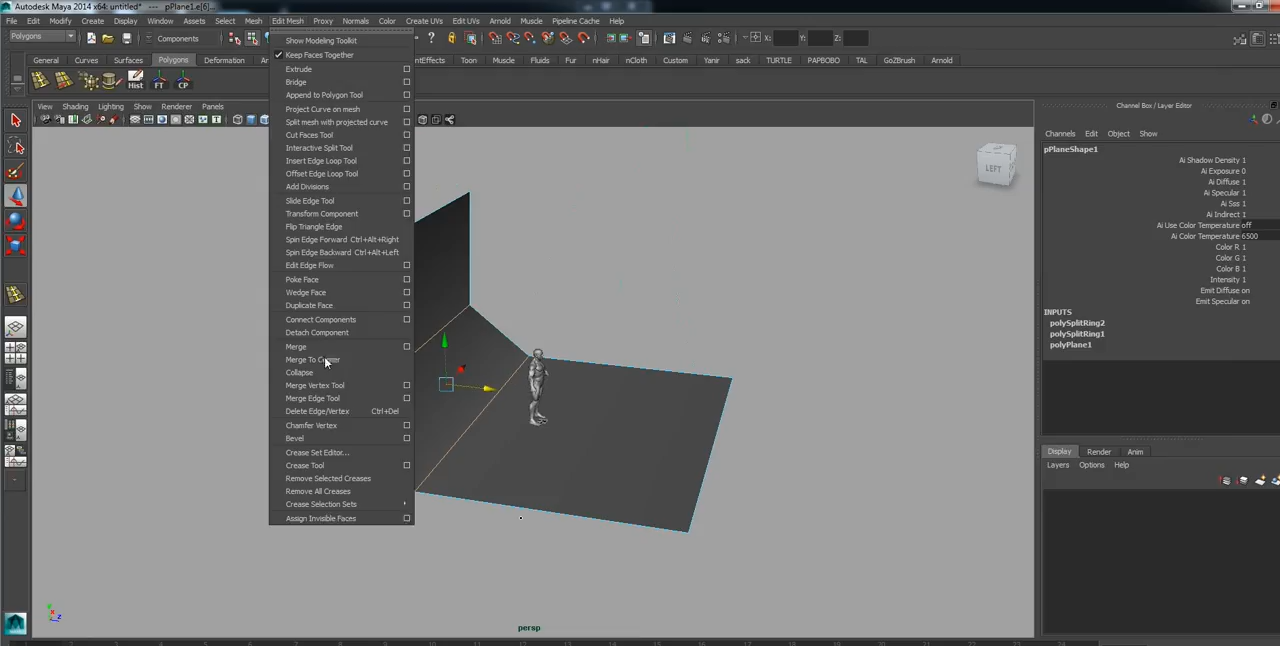 Autodesk Maya 2014 x64: untitled* --- pPlane1.e[6]...
File Edit Modify Create Display Window Assets Select Mesh Edit Mesh Proxy Normals Color Create UVs Edit UVs Arnold Muscle Pipeline Cache Help
Polygons Components X: Y: Z:
General Curves Surfaces Polygons Deformation Effects Toon Muscle Fluids Fur nHair nCloth Custom Yanir sack TURTLE PAPBOBO TAL GoZBrush Arnold
Hist FT CP
View Shading Lighting Show Renderer Panels
Show Modeling Toolkit
Keep Faces Together
Extrude
Bridge
Append to Polygon Tool
Project Curve on mesh
Split mesh with projected curve
Cut Faces Tool
Interactive Split Tool
Insert Edge Loop Tool
Offset Edge Loop Tool
Add Divisions
Slide Edge Tool
Transform Component
Flip Triangle Edge
Spin Edge Forward Ctrl+Alt+Right
Spin Edge Backward Ctrl+Alt+Left
Edit Edge Flow
Poke Face
Wedge Face
Duplicate Face
Connect Components
Detach Component
Merge
Merge To Center
Collapse
Merge Vertex Tool
Merge Edge Tool
Delete Edge/Vertex Ctrl+Del
Chamfer Vertex
Bevel
Crease Set Editor...
Crease Tool
Remove Selected Creases
Remove All Creases
Crease Selection Sets
Assign Invisible Faces
LEFT
persp
Channel Box / Layer Editor
Channels Edit Object Show
pPlaneShape1
Ai Shadow Density 1
Ai Exposure 0
Ai Diffuse 1
Ai Specular 1
Ai Sss 1
Ai Indirect 1
Ai Use Color Temperature off
Ai Color Temperature 6500
Color R 1
Color G 1
Color B 1
Intensity 1
Emit Diffuse on
Emit Specular on
INPUTS
polySplitRing2
polySplitRing1
polyPlane1
Display Render Anim
Layers Options Help